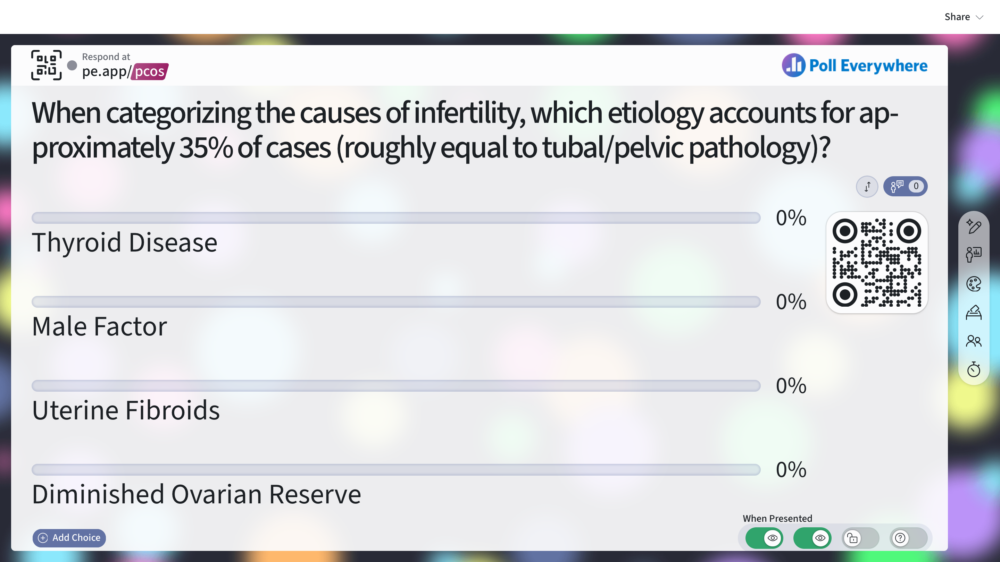 Share
Respond at
pe.app/pcos
Poll Everywhere
When categorizing the causes of infertility, which etiology accounts for ap-
proximately 35% of cases (roughly equal to tubal/pelvic pathology)?
0
0%
Thyroid Disease
0%
Male Factor
0%
Uterine Fibroids
0%
Diminished Ovarian Reserve
When Presented
Add Choice